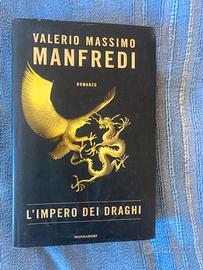 VALERIO MASSIMO
MANFREDI
ROMANZO
L'IMPERO DEI DRAGHI
MONDADORI